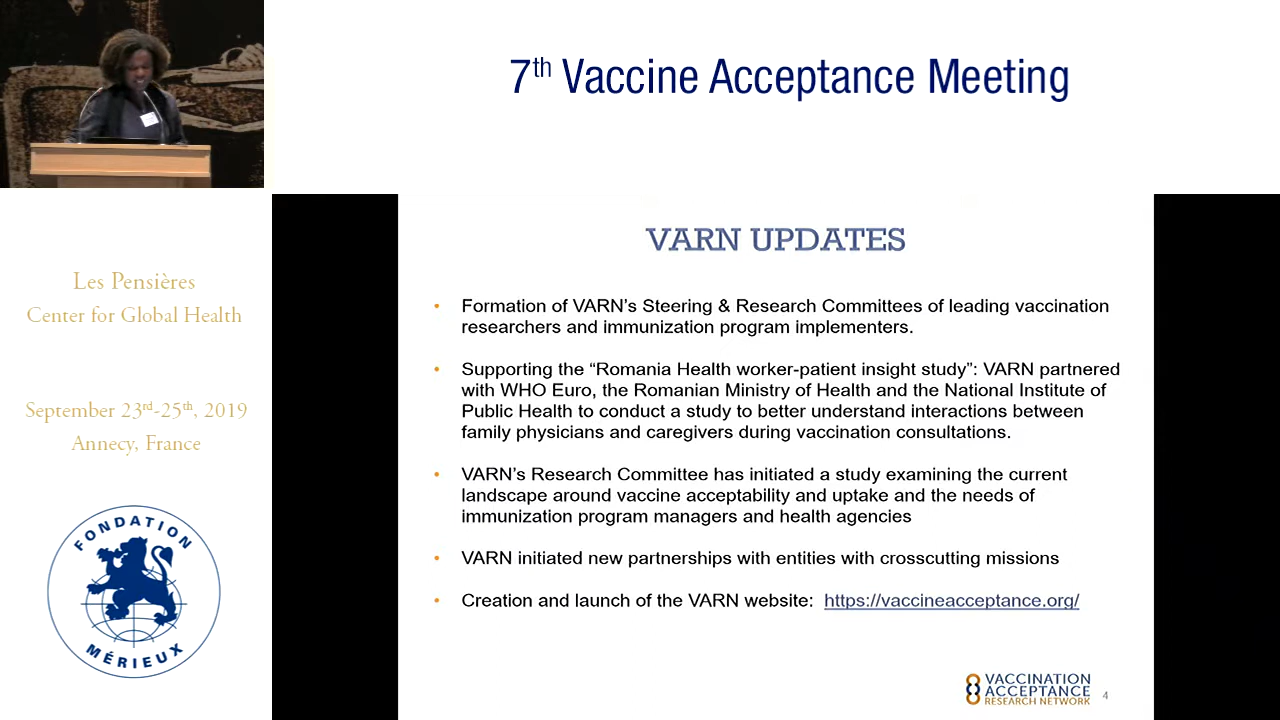 7th Vaccine Acceptance Meeting
Les Pensières
Center for Global Health
September 23rd-25th, 2019
Annecy, France
FONDATION
MÉRIEUX
VARN UPDATES
• Formation of VARN’s Steering & Research Committees of leading vaccination
researchers and immunization program implementers.
• Supporting the “Romania Health worker-patient insight study”: VARN partnered
with WHO Euro, the Romanian Ministry of Health and the National Institute of
Public Health to conduct a study to better understand interactions between
family physicians and caregivers during vaccination consultations.
• VARN’s Research Committee has initiated a study examining the current
landscape around vaccine acceptability and uptake and the needs of
immunization program managers and health agencies
• VARN initiated new partnerships with entities with crosscutting missions
• Creation and launch of the VARN website: https://vaccineacceptance.org/
VACCINATION
ACCEPTANCE
RESEARCH NETWORK
4